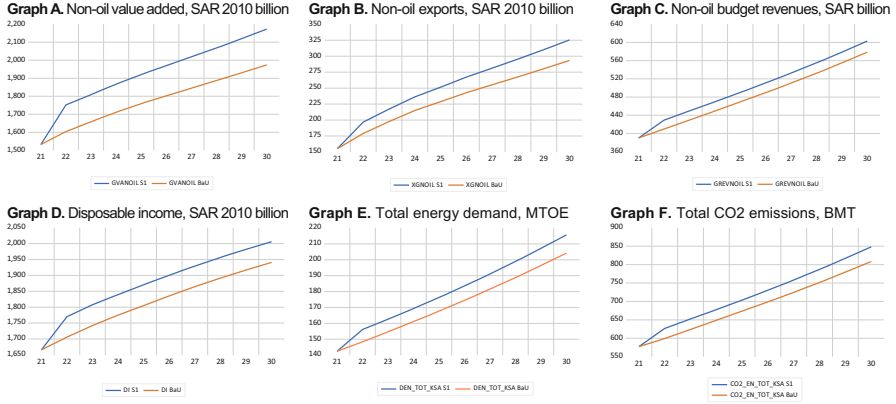 Graph A. Non-oil value added, SAR 2010 billion
2,200
2,100
2,000
1,900
1,800
1,700
1,600
1,500
21 22 23 24 25 26 27 28 29 30
GVANOIL S1 GVANOIL BaU
Graph B. Non-oil exports, SAR 2010 billion
350
325
300
275
250
225
200
175
150
21 22 23 24 25 26 27 28 29 30
XGNOIL S1 XGNOIL BaU
Graph C. Non-oil budget revenues, SAR billion
640
600
560
520
480
440
400
360
21 22 23 24 25 26 27 28 29 30
GREVNOIL S1 GREVNOIL BaU
Graph D. Disposable income, SAR 2010 billion
2,050
2,000
1,950
1,900
1,850
1,800
1,750
1,700
1,650
21 22 23 24 25 26 27 28 29 30
DI S1 DI BaU
Graph E. Total energy demand, MTOE
220
210
200
190
180
170
160
150
140
21 22 23 24 25 26 27 28 29 30
DEN_TOT_KSA S1 DEN_TOT_KSA BaU
Graph F. Total CO2 emissions, BMT
900
850
800
750
700
650
600
550
21 22 23 24 25 26 27 28 29 30
CO2_EN_TOT_KSA S1
CO2_EN_TOT_KSA BaU